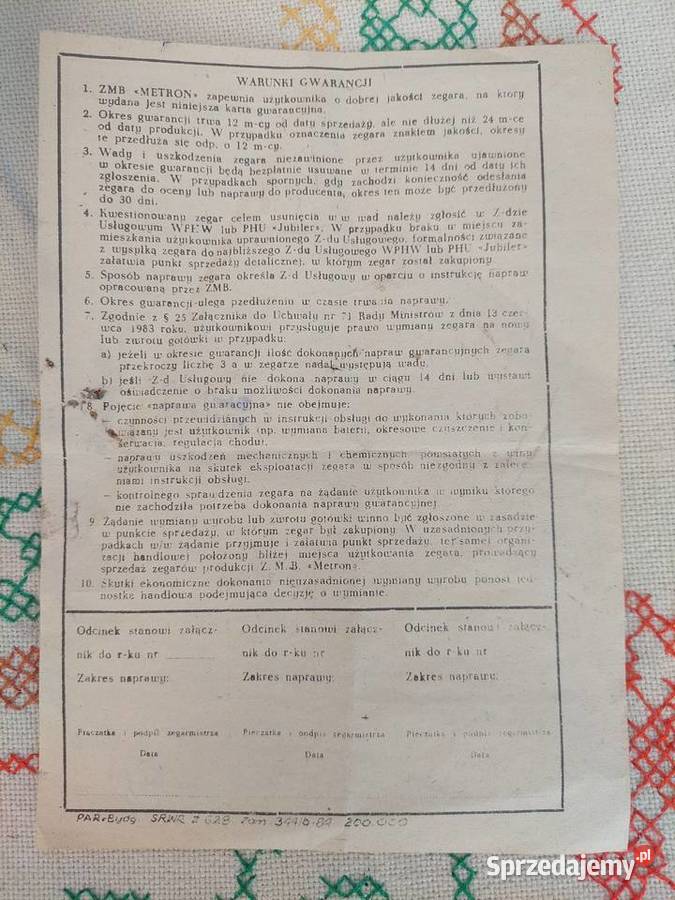 WARUNKI GWARANCJI
1. ZMB «METRON» zapewnia użytkownika o dobrej jakości zegara, na który
wydana jest niniejsza karta gwarancyjna.
2. Okres gwarancji trwa 12 m-cy od daty sprzedaży, ale nie dłużej niż 24 m-ce
od daty produkcji. W przypadku oznaczenia zegara znakiem jakości, okresy
te przedłuża się odp. o 12 m-cy.
3. Wady i uszkodzenia zegara niezawinione przez użytkownika ujawnione
w okresie gwarancji będą bezpłatnie usuwane w terminie 14 dni od daty ich
zgłoszenia. W przypadkach spornych, gdy zachodzi konieczność odesłania
zegara do oceny lub naprawy do producenta, okres ten może być przedłużony
do 30 dni.
4. Kwestionowany zegar celem usunięcia w w wad należy zgłosić w Z-dzie
Usługowym WPHW lub PHU «Jubiler». W przypadku braku w miejscu za-
mieszkania użytkownika uprawnionego Z-du Usługowego, formalności związane
z wysyłką zegara do najbliższego Z-du Usługowego WPHW lub PHU «Jubiler»
załatwia punkt sprzedaży detalicznej, w którym zegar został zakupiony.
5. Sposób naprawy zegara określa Z-d Usługowy w oparciu o instrukcję napraw
opracowaną przez ZMB.
6. Okres gwarancji ulega pzedłużeniu w czasie trwania naprawy.
7. Zgodnie z § 25 Załącznika do Uchwały nr 71 Rady Ministrów z dnia 13 czer-
wca 1983 roku, użytkownikowi przysługuje prawo wymiany zegara na nowy
lub zwrotu gotówki w przypadku:
a) jeżeli w okresie gwarancji ilość dokonanych napraw gwarancyjnych zegara
przekroczy liczbę 3 a w zegarze nadal występują wady,
b) jeśli Z-d Usługowy nie dokona naprawy w ciągu 14 dni lub wystawi
oświadczenie o braku możliwości dokonania naprawy.
8. Pojęcie «naprawa gwaracyjna» nie obejmuje:
– czynności przewidzianych w instrukcji obsługi do wykonania których zobo-
wiązany jest użytkownik (np. wymiana baterii, okresowe czyszczenie i kon-
serwacja, regulacja chodu),
– naprawy uszkodzeń mechanicznych i chemicznych powstałych z winy
użytkownika na skutek eksploatacji zegara w sposób niezgodny z zalece-
niami instrukcji obsługi.
– kontrolnego sprawdzenia zegara na żądanie użytkownika w wyniku którego
nie zachodziła potrzeba dokonania naprawy gwarancyjnej.
9 Żądanie wymiany wyrobu lub zwrotu gotówki winno być zgłoszone w zasadzie
w punkcie sprzedaży, w którym zegar był zakupiony W uzasadnionych przy-
padkach w/w żądanie przyjmuje i załatwia punkt sprzedaży, tej samej organi-
zacji handlowej położony bliżej miejsca użytkowania zegara, prowadzący
sprzedaż zegarów produkcji Z. M. B. «Metron».
10. Skutki ekonomiczne dokonania nieuzasadnionej wymiany wyrobu ponosi jed-
nostka handlowa podejmująca decyzję o wymianie.
Odcinek stanowi załącz- Odcinek stanowi załącz- Odcinek stanowi załącz-
nik do r-ku nr nik do r-ku nr nik do r-ku nr
Zakres naprawy: Zakres naprawy: Zakres naprawy:
Pieczątka i podpis zegarmistrza Pieczątka i podpis zegarmistrza Pieczątka i podpis zegarmistrza
Data Data Data
PAR-Bydg. SRWR z 628 zam 200.000
Sprzedajemy.pl